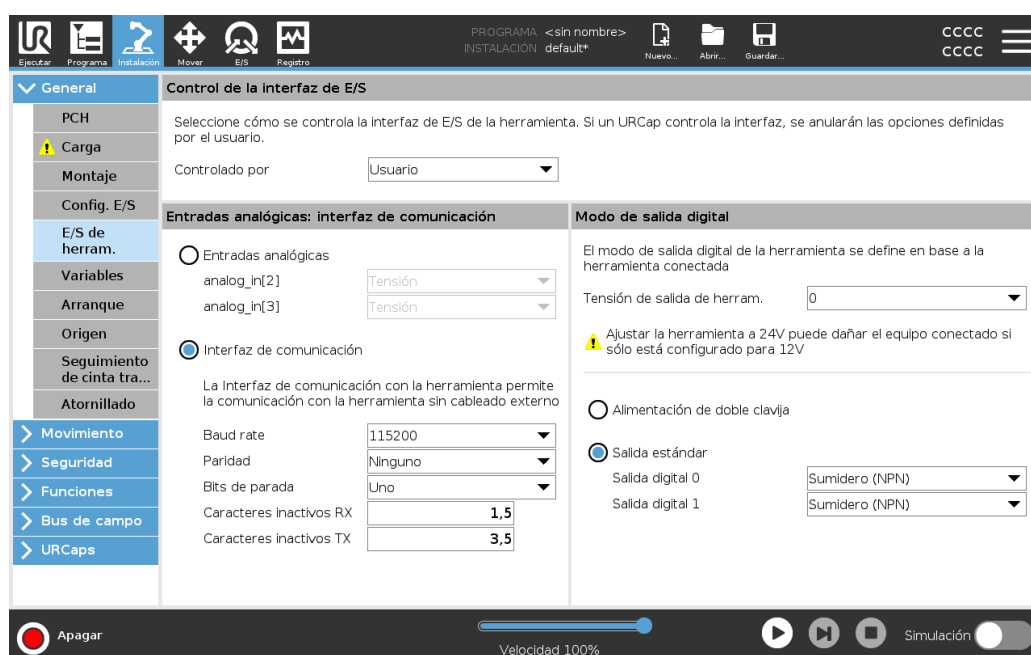 UR
Ejecutar
Programa
Instalación
Mover
E/S
Registro
PROGRAMA <sin nombre>
INSTALACIÓN default*
Nuevo...
Abrir...
Guardar...
cccc
cccc
General
PCH
Carga
Montaje
Config. E/S
E/S de
herram.
Variables
Arranque
Origen
Seguimiento
de cinta tra...
Atornillado
Movimiento
Seguridad
Funciones
Bus de campo
URCaps
Control de la interfaz de E/S
Seleccione cómo se controla la interfaz de E/S de la herramienta. Si un URCap controla la interfaz, se anularán las opciones definidas
por el usuario.
Controlado por Usuario
Entradas analógicas: interfaz de comunicación
Entradas analógicas
analog_in[2] Tensión
analog_in[3] Tensión
Interfaz de comunicación
La Interfaz de comunicación con la herramienta permite
la comunicación con la herramienta sin cableado externo
Baud rate 115200
Paridad Ninguno
Bits de parada Uno
Caracteres inactivos RX 1,5
Caracteres inactivos TX 3,5
Modo de salida digital
El modo de salida digital de la herramienta se define en base a la
herramienta conectada
Tensión de salida de herram. 0
Ajustar la herramienta a 24V puede dañar el equipo conectado si
sólo está configurado para 12V
Alimentación de doble clavija
Salida estándar
Salida digital 0 Sumidero (NPN)
Salida digital 1 Sumidero (NPN)
Apagar
Velocidad 100%
Simulación